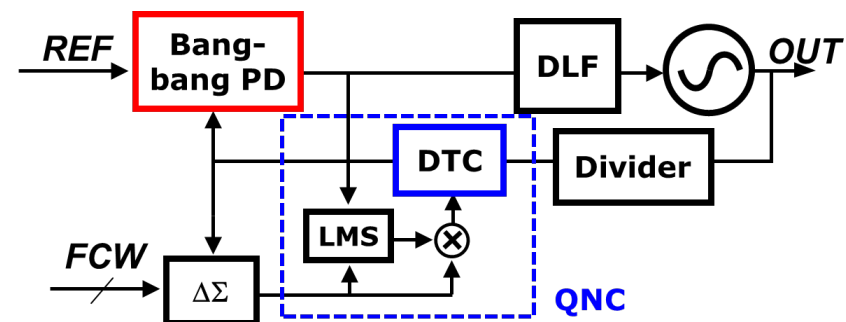 REF
Bang-
bang PD
DLF
OUT
DTC
Divider
LMS
FCW
ΔΣ
QNC